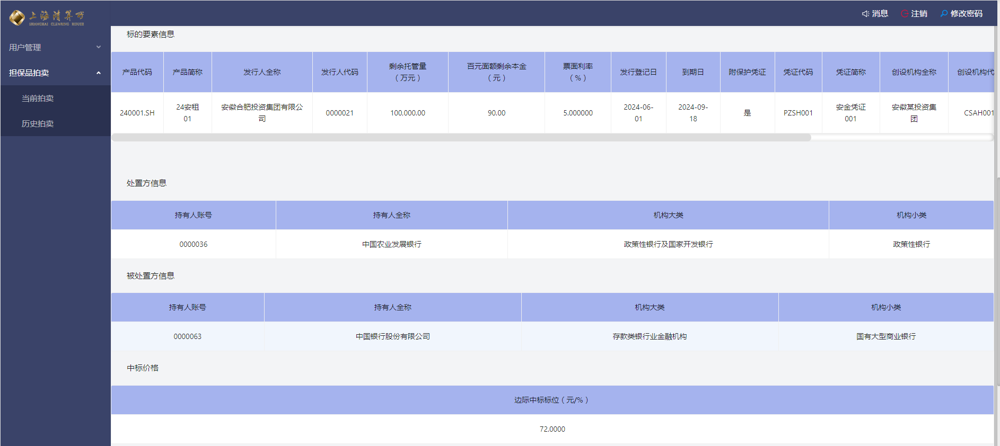 上海清算所
SHANGHAI CLEARING HOUSE
消息 注销 修改密码
用户管理
担保品拍卖
当前拍卖
历史拍卖
标的要素信息
产品代码 产品简称 发行人全称 发行人代码 剩余托管量（万元） 百元面额剩余本金（元） 票面利率（%） 发行登记日 到期日 附保护凭证 凭证代码 凭证简称 创设机构全称 创设机构代
240001.SH 24安租01 安徽合肥投资集团有限公司 0000021 100,000.00 90.00 5.000000 2024-06-01 2024-09-18 是 PZSH001 安金凭证001 安徽某投资集团 CSAH001
处置方信息
持有人账号 持有人全称 机构大类 机构小类
0000036 中国农业发展银行 政策性银行及国家开发银行 政策性银行
被处置方信息
持有人账号 持有人全称 机构大类 机构小类
0000063 中国银行股份有限公司 存款类银行业金融机构 国有大型商业银行
中标价格
边际中标标位（元/%）
72.0000